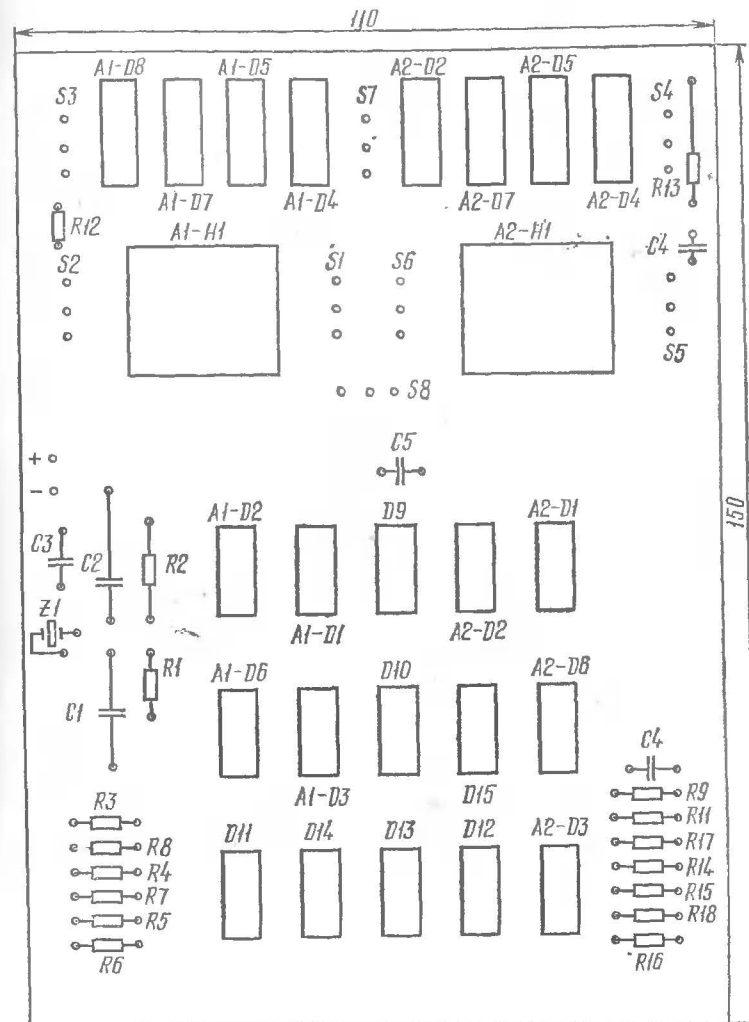 110
A1-D8 A1-D5 A2-D2 A2-D5
S3 S7 S4
R13
A1-D7 A1-D4 A2-D7 A2-D4
R12
A1-H1 A2-H1
C4
S2 S1 S6
S5
S8
C5
+
-
150
A1-D2 D9 A2-D1
C3 C2 R2
Z1
A1-D1 A2-D2
A1-D6 D10 A2-D8
R1
C1
C4
A1-D3 D15
R3 R9
R11
D11 D14 D13 D12 A2-D3
R8 R17
R4 R14
R7 R15
R5 R18
R6 R16